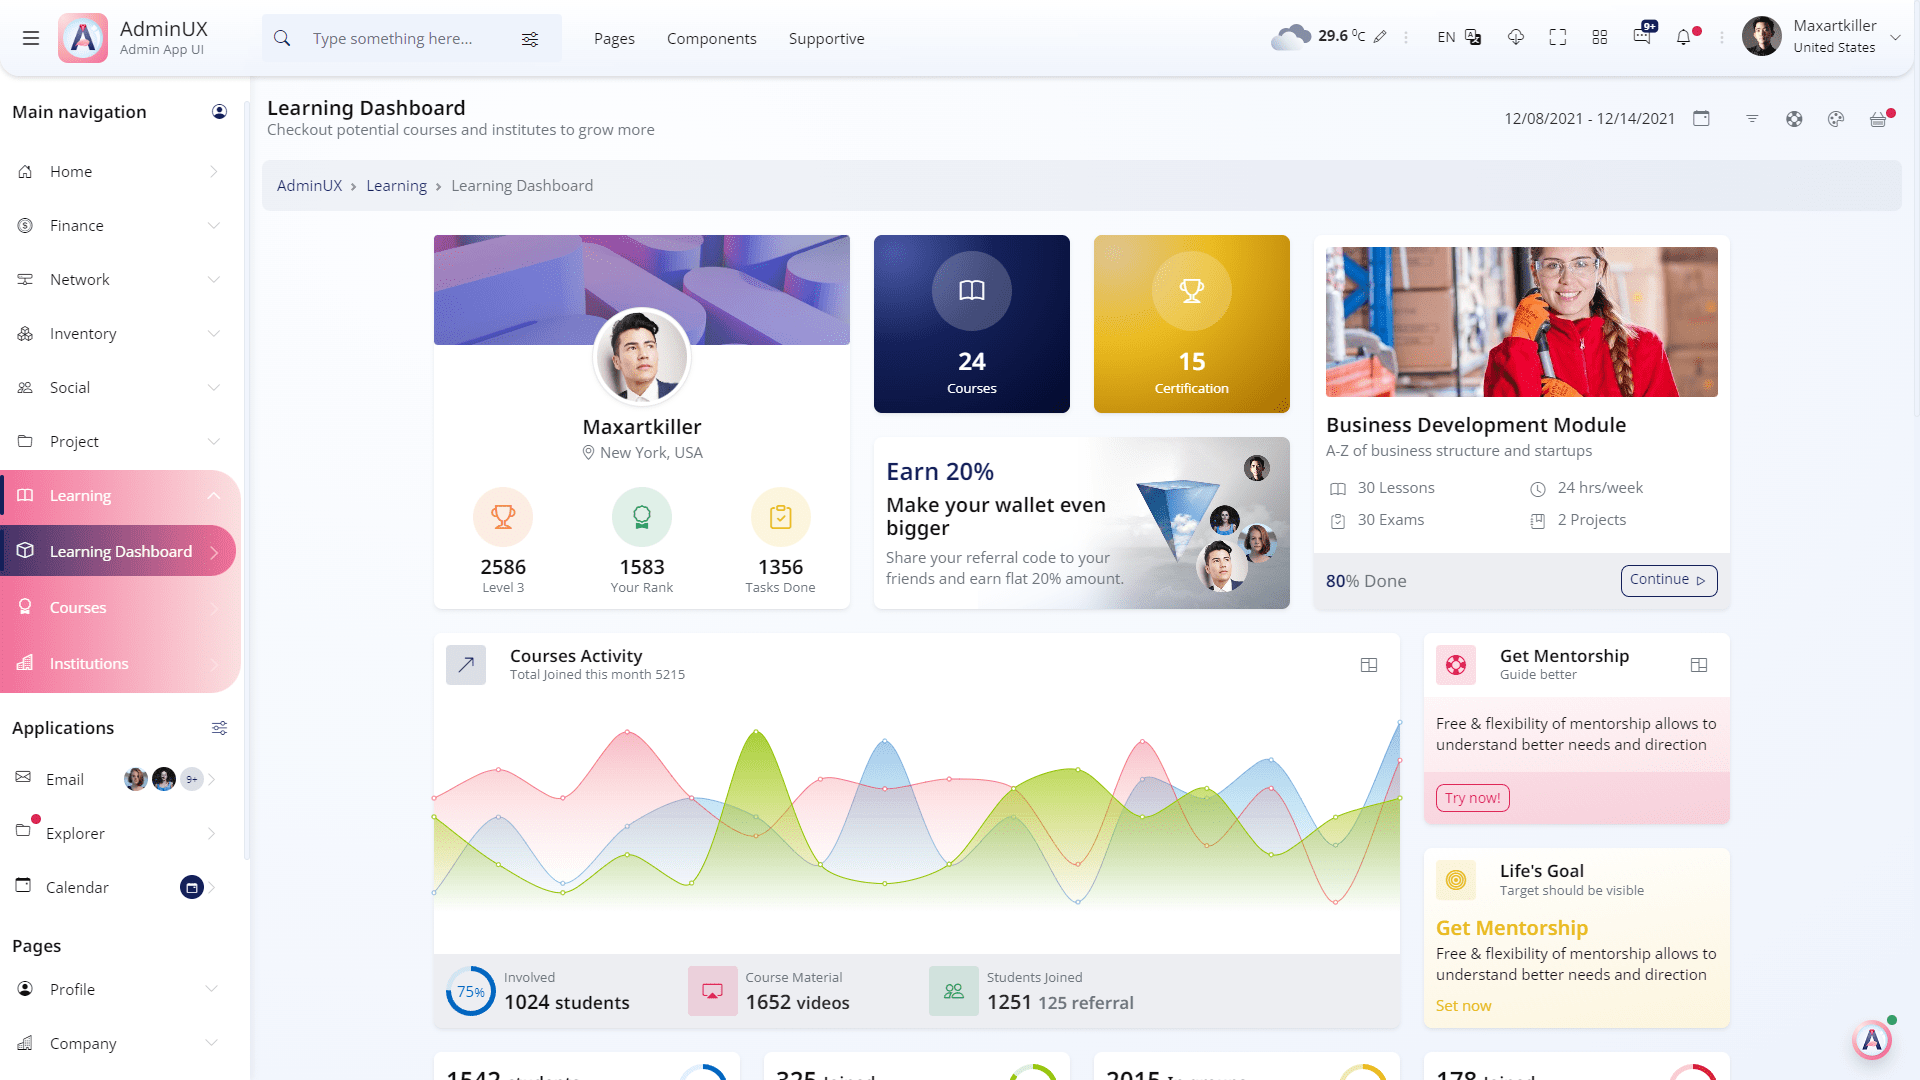 AdminUX
Admin App UI
Type something here...
Pages
Components
Supportive
29.6 °C
EN
9+
Maxartkiller
United States
Main navigation
Home
Finance
Network
Inventory
Social
Project
Learning
Learning Dashboard
Courses
Institutions
Applications
Email
9+
Explorer
Calendar
Pages
Profile
Company
Learning Dashboard
Checkout potential courses and institutes to grow more
12/08/2021 - 12/14/2021
AdminUX › Learning › Learning Dashboard
Maxartkiller
New York, USA
2586
Level 3
1583
Your Rank
1356
Tasks Done
24
Courses
15
Certification
Earn 20%
Make your wallet even
bigger
Share your referral code to your
friends and earn flat 20% amount.
Business Development Module
A-Z of business structure and startups
30 Lessons
24 hrs/week
30 Exams
2 Projects
80% Done
Continue
Courses Activity
Total Joined this month 5215
75%
Involved
1024 students
Course Material
1652 videos
Students Joined
1251 125 referral
Get Mentorship
Guide better
Free & flexibility of mentorship allows to
understand better needs and direction
Try now!
Life's Goal
Target should be visible
Get Mentorship
Free & flexibility of mentorship allows to
understand better needs and direction
Set now
1542 students
325 Joined
2015 In groups
178 Joined